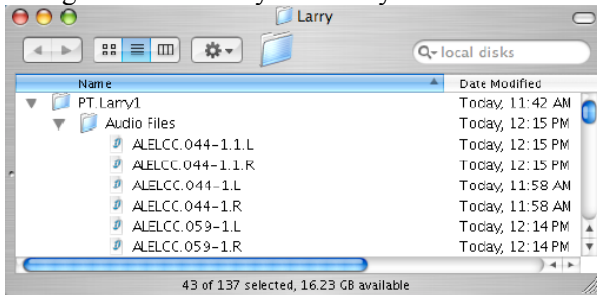 Larry
local disks
Name Date Modified
PT.Larry1 Today, 11:42 AM
Audio Files Today, 12:15 PM
ALELCC.044-1.1.L Today, 12:15 PM
ALELCC.044-1.1.R Today, 12:15 PM
ALELCC.044-1.L Today, 11:58 AM
ALELCC.044-1.R Today, 11:58 AM
ALELCC.059-1.L Today, 12:14 PM
ALELCC.059-1.R Today, 12:14 PM
43 of 137 selected, 16.23 GB available